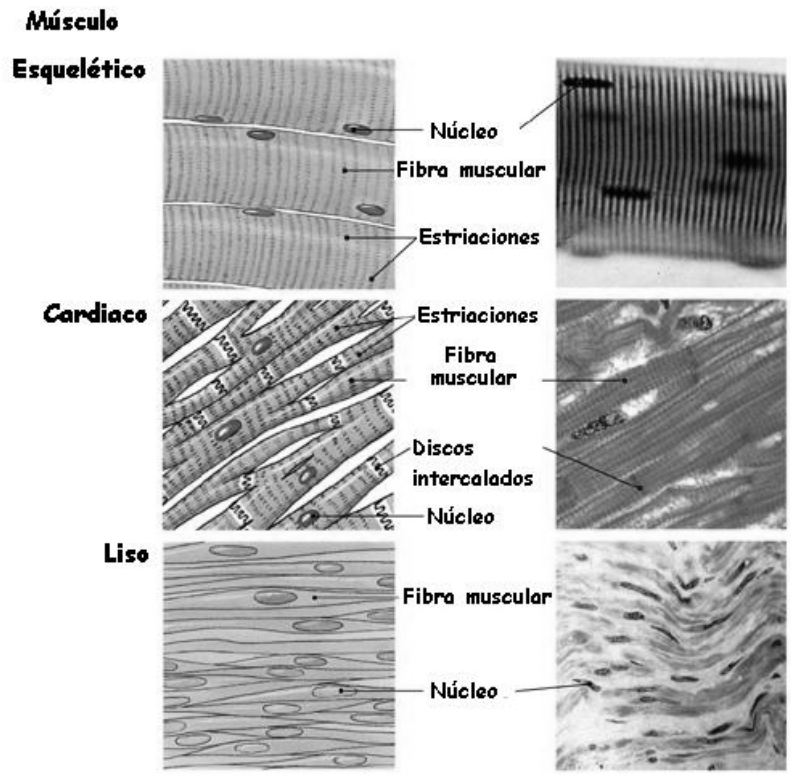 Músculo
Esquelético
Núcleo
Fibra muscular
Estriaciones
Cardiaco
Estriaciones
Fibra
muscular
Discos
intercalados
Núcleo
Liso
Fibra muscular
Núcleo